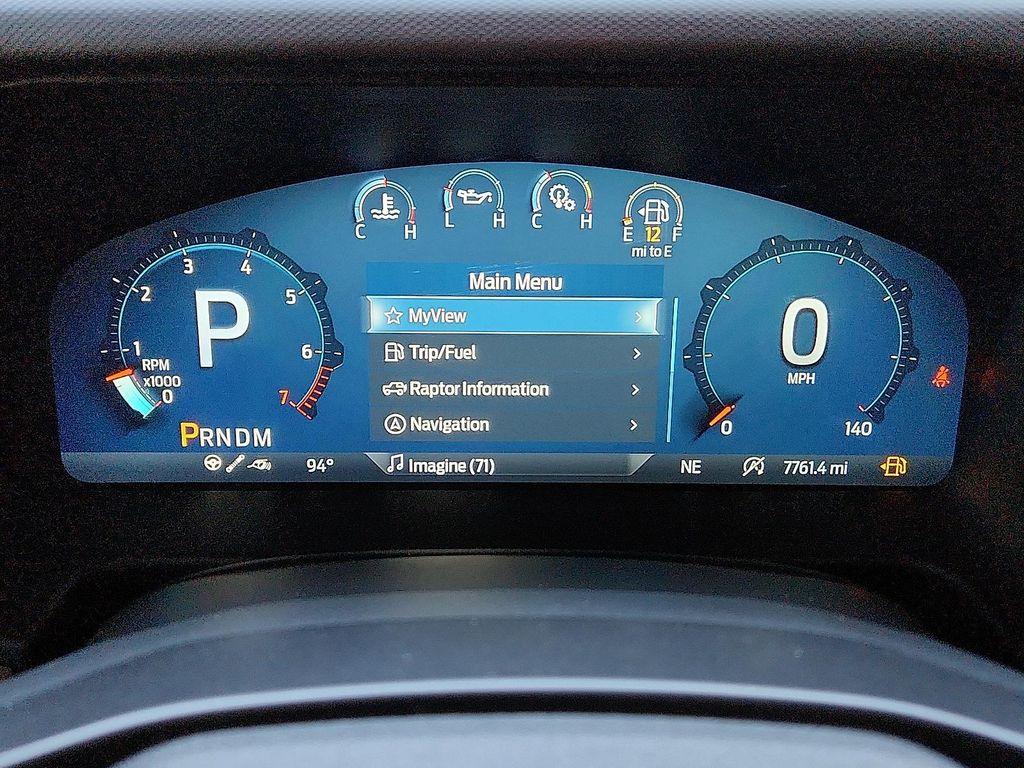 C H
L H
C H
E 12 F
mi to E
1 2 3 4 5 6 7
P
RPM
x1000
0
PRNDM
Main Menu
MyView
Trip/Fuel
Raptor Information
Navigation
0
MPH
0 140
94°
Imagine (71)
NE
A
7761.4 mi